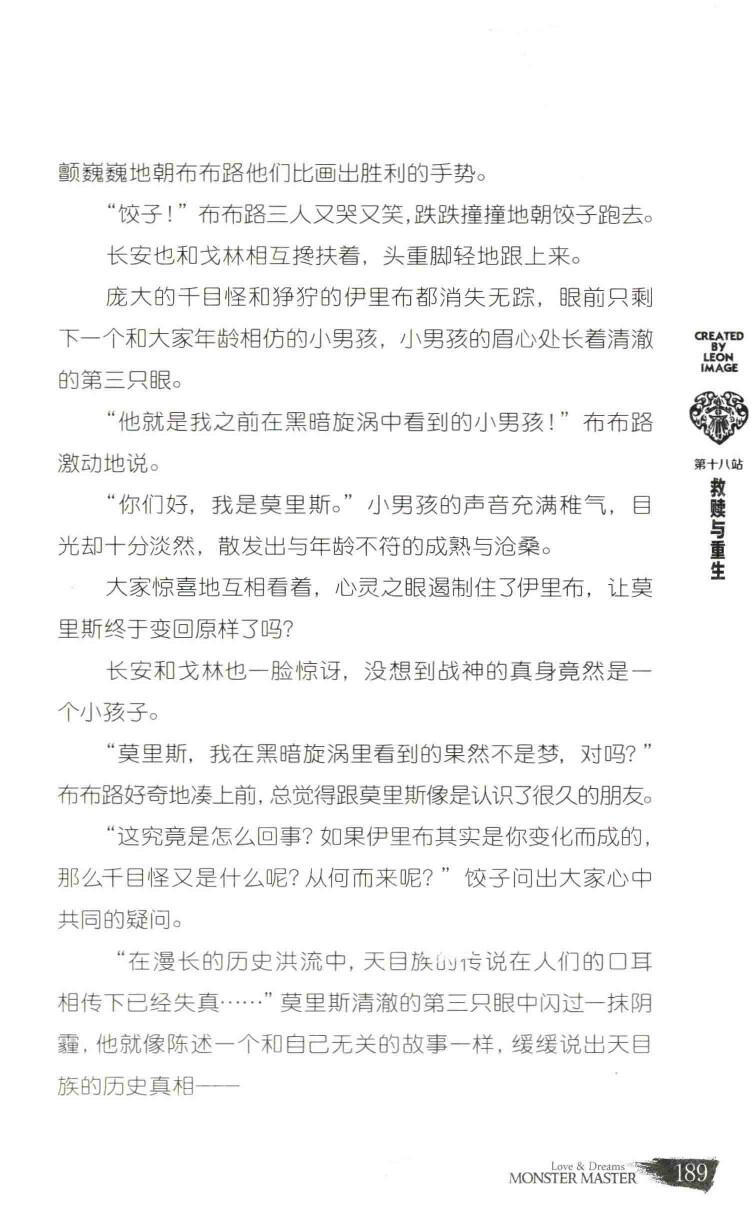 颤巍巍地朝布布路他们比画出胜利的手势。
“饺子！”布布路三人又哭又笑，跌跌撞撞地朝饺子跑去。
长安也和戈林相互搀扶着，头重脚轻地跟上来。
庞大的千目怪和狰狞的伊里布都消失无踪，眼前只剩
下一个和大家年龄相仿的小男孩，小男孩的眉心处长着清澈
的第三只眼。
“他就是我之前在黑暗旋涡中看到的小男孩！”布布路
激动地说。
“你们好，我是莫里斯。”小男孩的声音充满稚气，目
光却十分淡然，散发出与年龄不符的成熟与沧桑。
大家惊喜地互相看着，心灵之眼遏制住了伊里布，让莫
里斯终于变回原样了吗？
长安和戈林也一脸惊讶，没想到战神的真身竟然是一
个小孩子。
“莫里斯，我在黑暗旋涡里看到的果然不是梦，对吗？”
布布路好奇地凑上前，总觉得跟莫里斯像是认识了很久的朋友。
“这究竟是怎么回事？如果伊里布其实是你变化而成的，
那么千目怪又是什么呢？从何而来呢？”饺子问出大家心中
共同的疑问。
“在漫长的历史洪流中，天目族的传说在人们的口耳
相传下已经失真……”莫里斯清澈的第三只眼中闪过一抹阴
霾，他就像陈述一个和自己无关的故事一样，缓缓说出天目
族的历史真相——
CREATED
BY
LEON
IMAGE
第十八站
救赎与重生
Love & Dreams
MONSTER MASTER
189